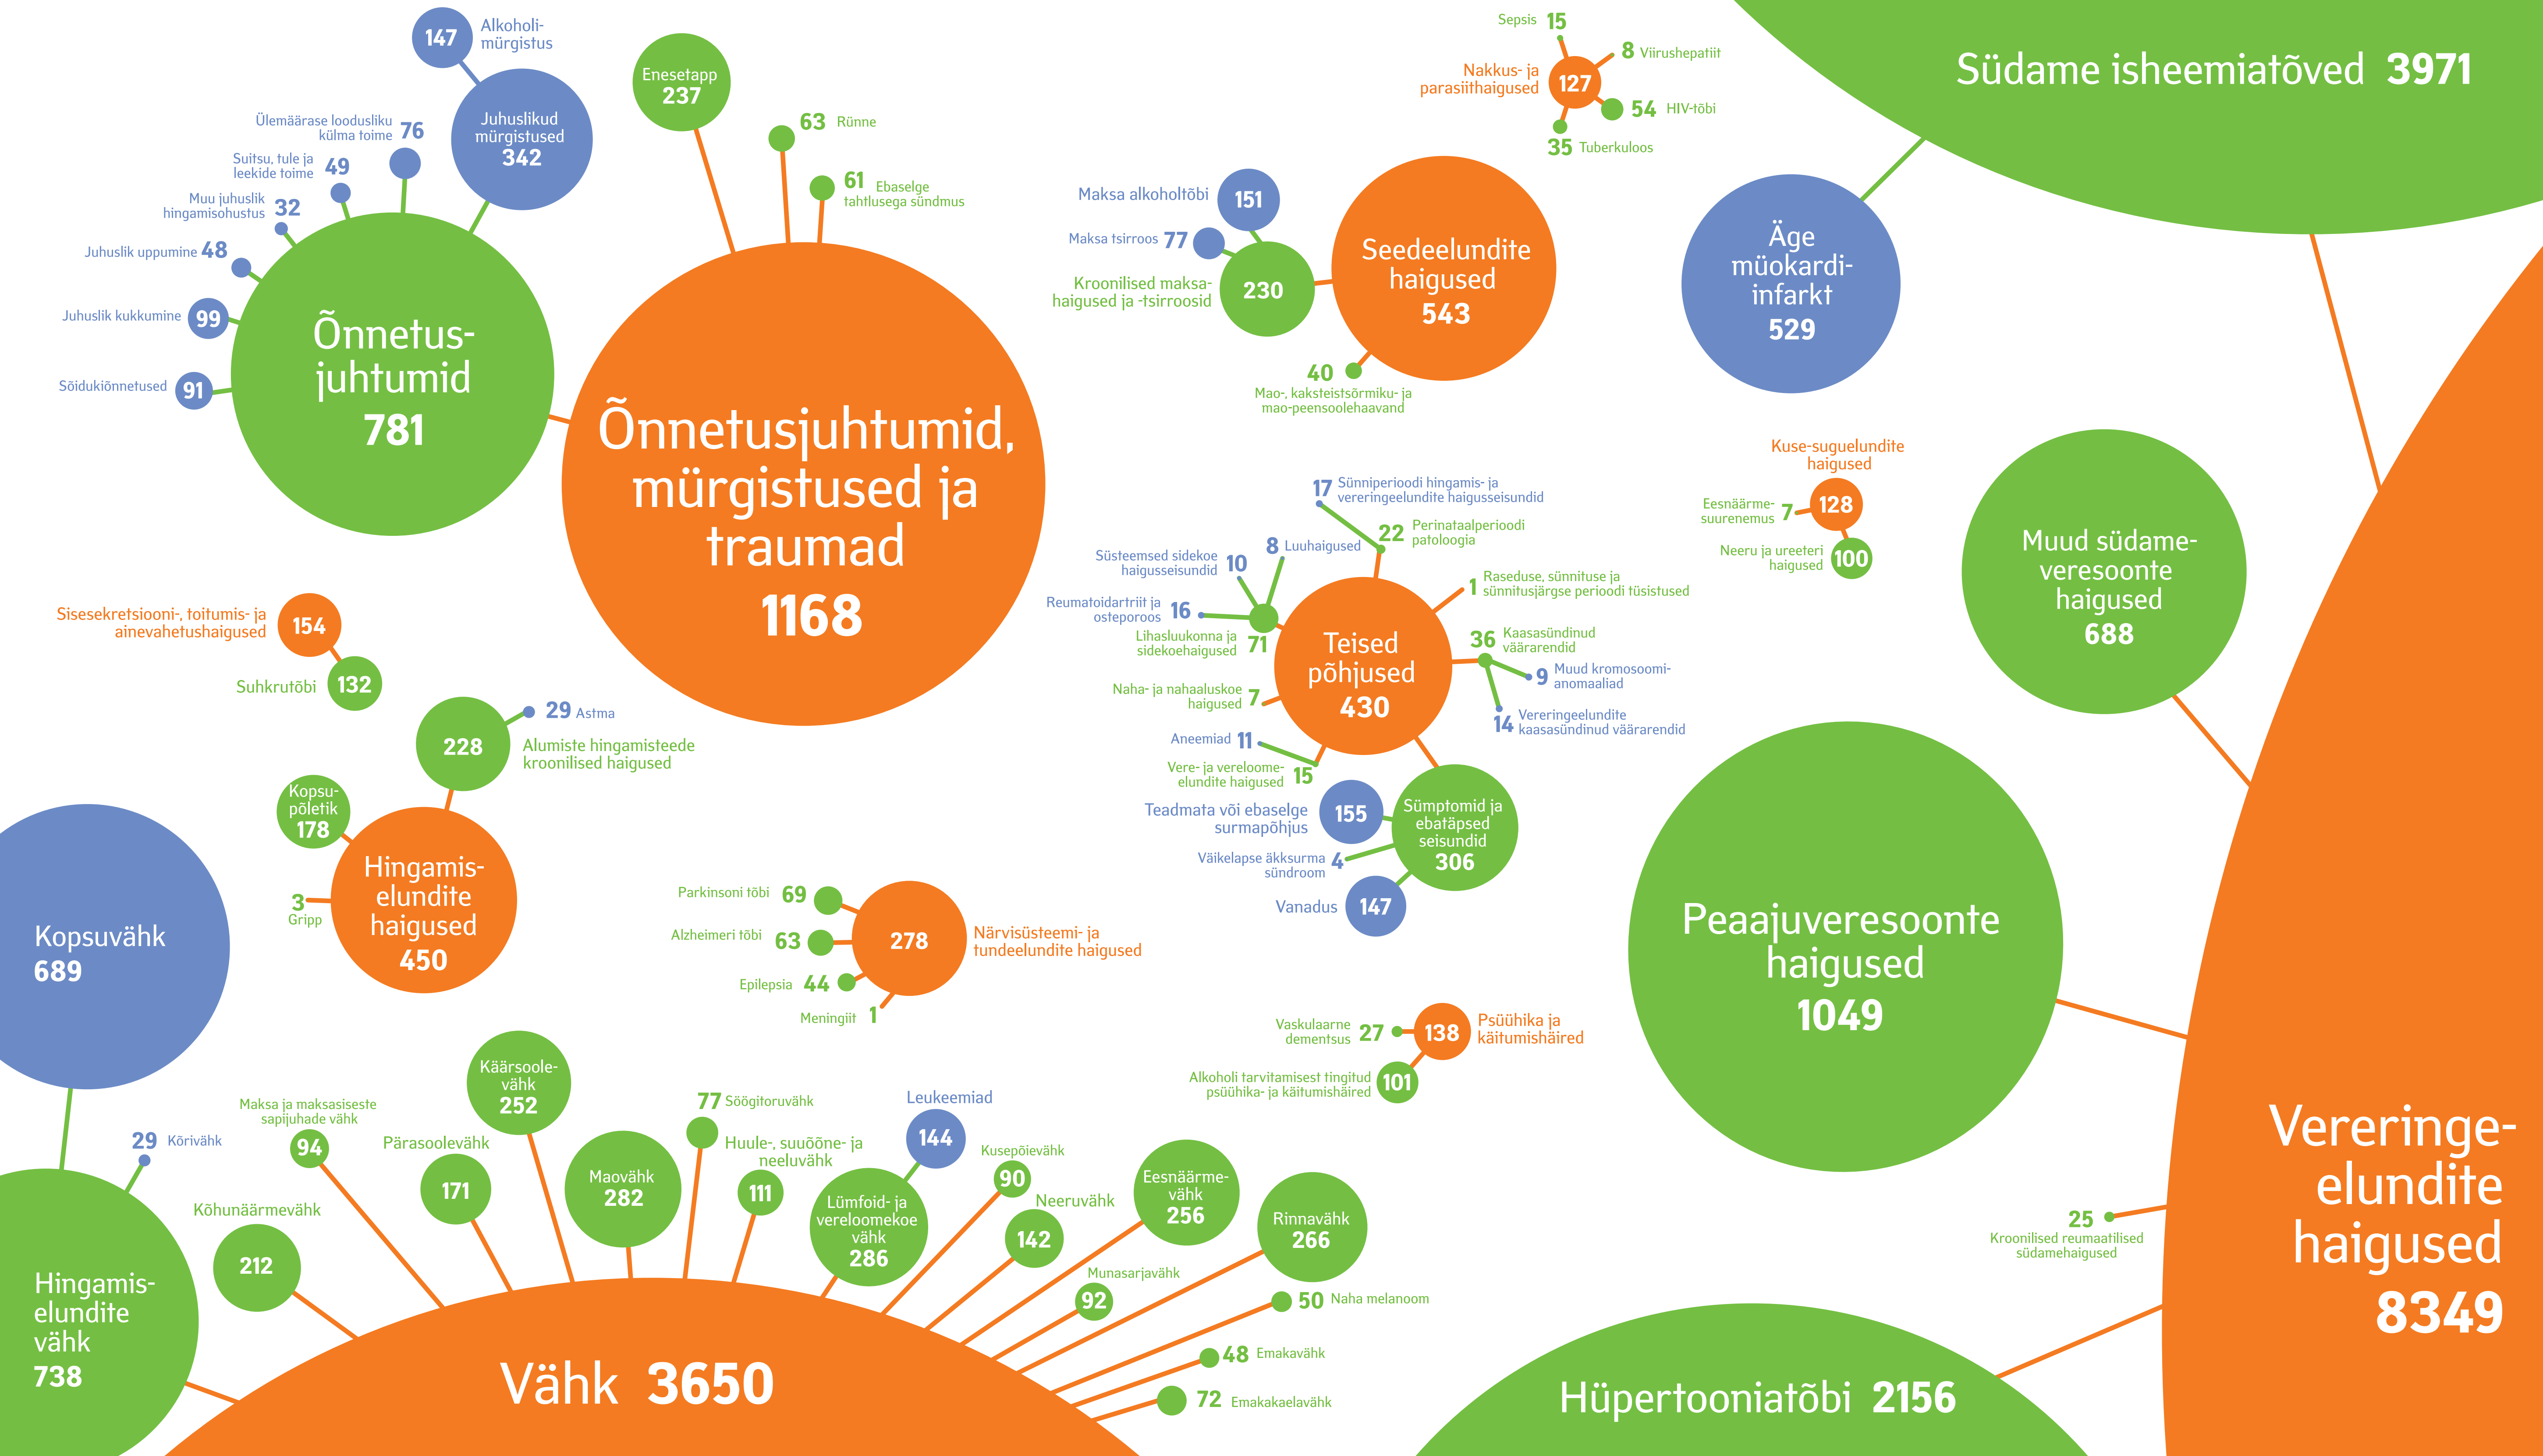 147
Alkoholi-
mürgistus
Juhuslikud
mürgistused
342
Ülemäärase loodusliku
külma toime
76
Suitsu, tule ja
leekide toime
49
Muu juhuslik
hingamisohustus
32
Juhuslik uppumine 48
Juhuslik kukkumine 99
Sõidukiõnnetused 91
Õnnetus-
juhtumid
781
Enesetapp
237
63 Rünne
61 Ebaselge
tahtlusega sündmus
Õnnetusjuhtumid,
mürgistused ja
traumad
1168
Sepsis 15
8 Viirushepatiit
Nakkus- ja
parasiithaigused
127
54 HIV-tõbi
35 Tuberkuloos
Südame isheemiatõved 3971
Maksa alkoholtõbi 151
Maksa tsirroos 77
Kroonilised maksa-
haigused ja -tsirroosid
230
Seedeelundite
haigused
543
40
Mao-, kaksteistsõrmiku- ja
mao-peensoolehaavand
Äge
müokardi-
infarkt
529
Kuse-suguelundite
haigused
128
Eesnäärme-
suurenemus
7
Neeru ja ureeteri
haigused
100
Muud südame-
veresoonte
haigused
688
17 Sünniperioodi hingamis- ja
vereringeelundite haigusseisundid
22 Perinataalperioodi
patoloogia
8 Luuhaigused
Süsteemsed sidekoe
haigusseisundid
10
Reumatoidartriit ja
osteporoos
16
Lihasluukonna ja
sidekoehaigused
71
1 Raseduse, sünnituse ja
sünnitusjärgse perioodi tüsistused
36 Kaasasündinud
väärarendid
9 Muud kromosoomi-
anomaaliad
14 Vereringeelundite
kaasasündinud väärarendid
Teised
põhjused
430
Naha- ja nahaaluskoe
haigused
7
Aneemiad 11
Vere- ja vereloome-
elundite haigused
15
Teadmata või ebaselge
surmapõhjus
155
Väikelapse äkksurma
sündroom
4
Vanadus 147
Sümptomid ja
ebatäpsed
seisundid
306
Sisesekretsiooni-, toitumis- ja
ainevahetushaigused
154
Suhkrutõbi 132
29 Astma
228
Alumiste hingamisteede
kroonilised haigused
Kopsu-
põletik
178
3
Gripp
Hingamis-
elundite
haigused
450
Parkinsoni tõbi 69
Alzheimeri tõbi 63
Epilepsia 44
Meningiit 1
278
Närvisüsteemi- ja
tundeelundite haigused
Vaskulaarne
dementsus
27
138
Psüühika ja
käitumishäired
Alkoholi tarvitamisest tingitud
psüühika- ja käitumishäired
101
Peaajuveresoonte
haigused
1049
Kopsuvähk
689
29 Kõrivähk
Hingamis-
elundite
vähk
738
Kõhunäärmevähk
212
Maksa ja maksasiseste
sapijuhade vähk
94
Pärasoolevähk
171
Käärsoole-
vähk
252
Maovähk
282
77 Söögitoruvähk
Huule-, suuõõne- ja
neeluvähk
111
Leukeemiad
144
Lümfoid- ja
vereloomekoe
vähk
286
Kusepõievähk
90
Neeruvähk
142
Eesnäärme-
vähk
256
Munasarjavähk
92
Rinnavähk
266
50 Naha melanoom
48 Emakavähk
72 Emakakaelavähk
Vähk 3650
25
Kroonilised reumaatilised
südamehaigused
Hüpertooniatõbi 2156
Vereringe-
elundite
haigused
8349